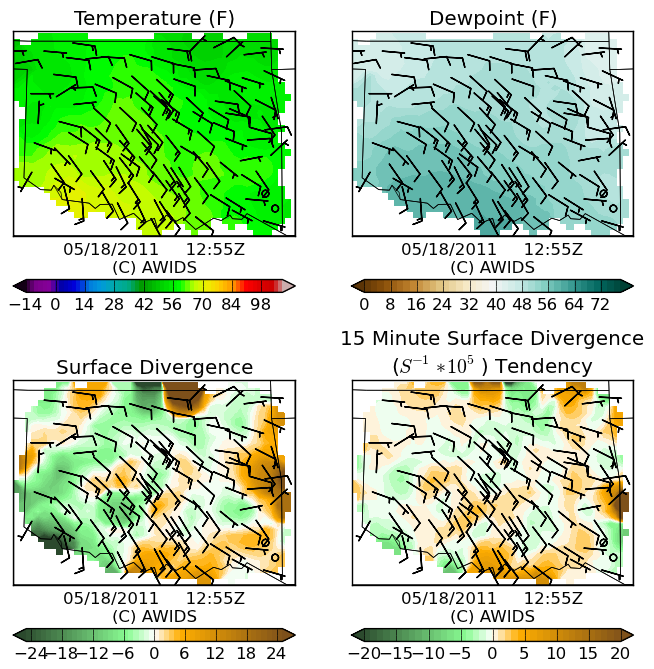 Temperature (F)
Dewpoint (F)
05/18/2011 12:55Z
(C) AWIDS
05/18/2011 12:55Z
(C) AWIDS
−14 0 14 28 42 56 70 84 98
0 8 16 24 32 40 48 56 64 72
Surface Divergence
15 Minute Surface Divergence
(S⁻¹ *10⁵ ) Tendency
05/18/2011 12:55Z
(C) AWIDS
05/18/2011 12:55Z
(C) AWIDS
−24 −18 −12 −6 0 6 12 18 24
−20 −15 −10 −5 0 5 10 15 20